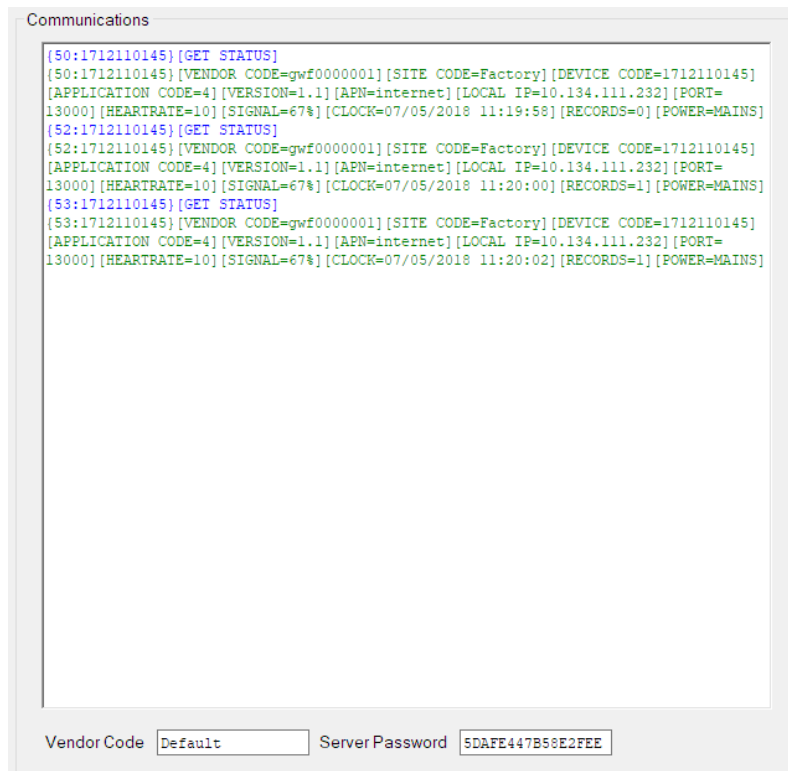 Communications
{50:1712110145}[GET STATUS]
{50:1712110145}[VENDOR CODE=gwf0000001][SITE CODE=Factory][DEVICE CODE=1712110145]
[APPLICATION CODE=4][VERSION=1.1][APN=internet][LOCAL IP=10.134.111.232][PORT=
13000][HEARTRATE=10][SIGNAL=67%][CLOCK=07/05/2018 11:19:58][RECORDS=0][POWER=MAINS]
{52:1712110145}[GET STATUS]
{52:1712110145}[VENDOR CODE=gwf0000001][SITE CODE=Factory][DEVICE CODE=1712110145]
[APPLICATION CODE=4][VERSION=1.1][APN=internet][LOCAL IP=10.134.111.232][PORT=
13000][HEARTRATE=10][SIGNAL=67%][CLOCK=07/05/2018 11:20:00][RECORDS=1][POWER=MAINS]
{53:1712110145}[GET STATUS]
{53:1712110145}[VENDOR CODE=gwf0000001][SITE CODE=Factory][DEVICE CODE=1712110145]
[APPLICATION CODE=4][VERSION=1.1][APN=internet][LOCAL IP=10.134.111.232][PORT=
13000][HEARTRATE=10][SIGNAL=67%][CLOCK=07/05/2018 11:20:02][RECORDS=1][POWER=MAINS]
Vendor Code Default Server Password 5DAFE447B58E2FEE